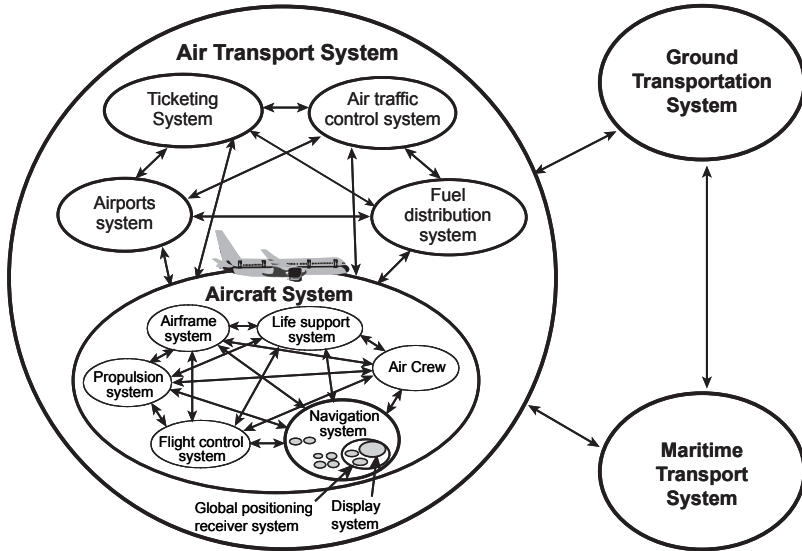 Air Transport System
Ticketing
System
Air traffic
control system
Airports
system
Fuel
distribution
system
Aircraft System
Airframe
system
Life support
system
Propulsion
system
Air Crew
Flight control
system
Navigation
system
Global positioning
receiver system
Display
system
Ground
Transportation
System
Maritime
Transport
System